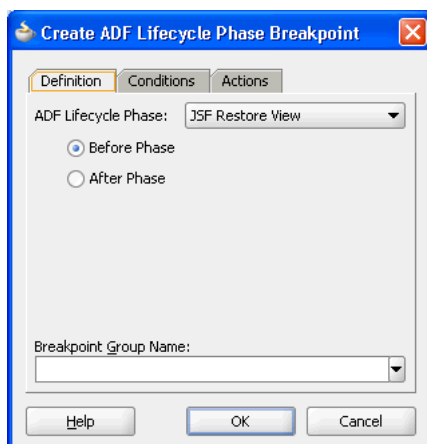 Create ADF Lifecycle Phase Breakpoint
Definition Conditions Actions
ADF Lifecycle Phase: JSF Restore View
Before Phase
After Phase
Breakpoint Group Name:
Help OK Cancel